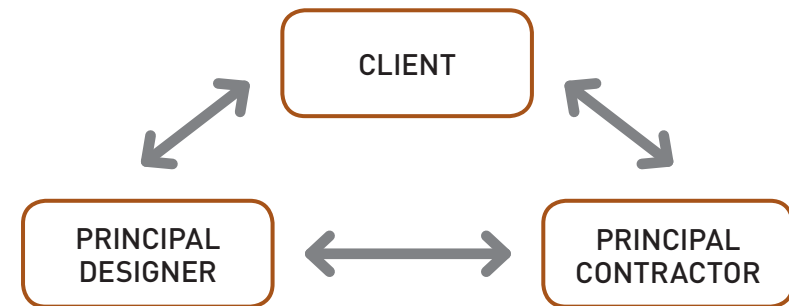 CLIENT
PRINCIPAL
DESIGNER
PRINCIPAL
CONTRACTOR